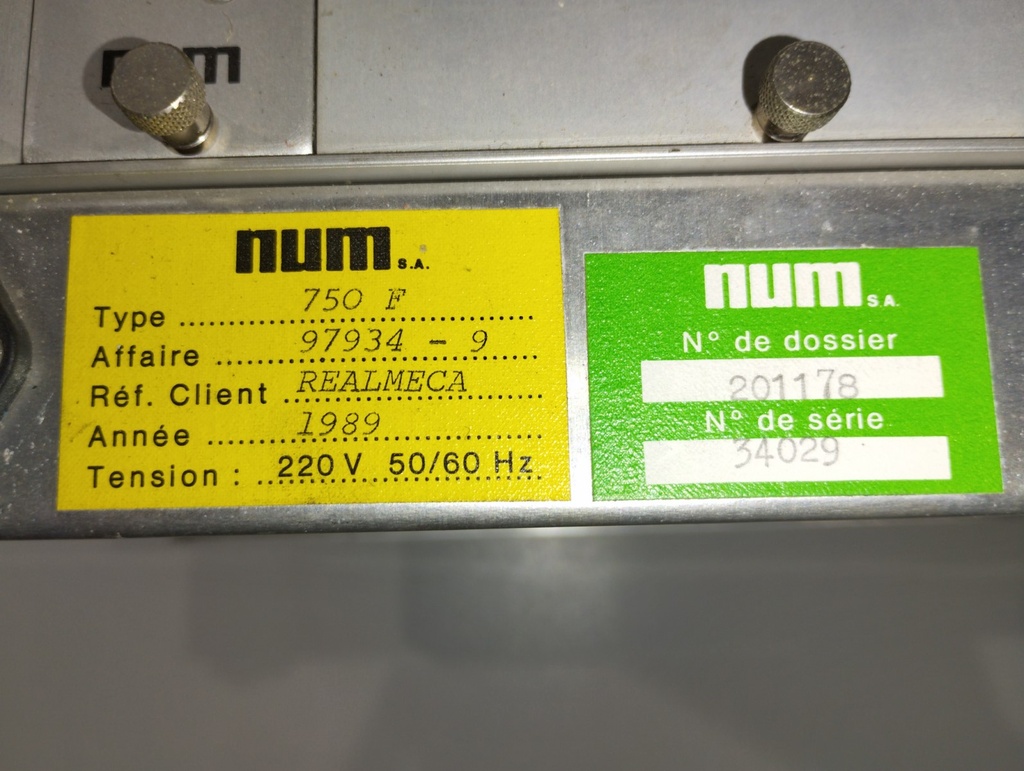 num
num S.A.
Type ........ 750 F
Affaire ........ 97934 - 9
Réf. Client ........ REALMECA
Année ........ 1989
Tension : ........ 220 V 50/60 Hz
num S.A.
N° de dossier
201178
N° de série
34029